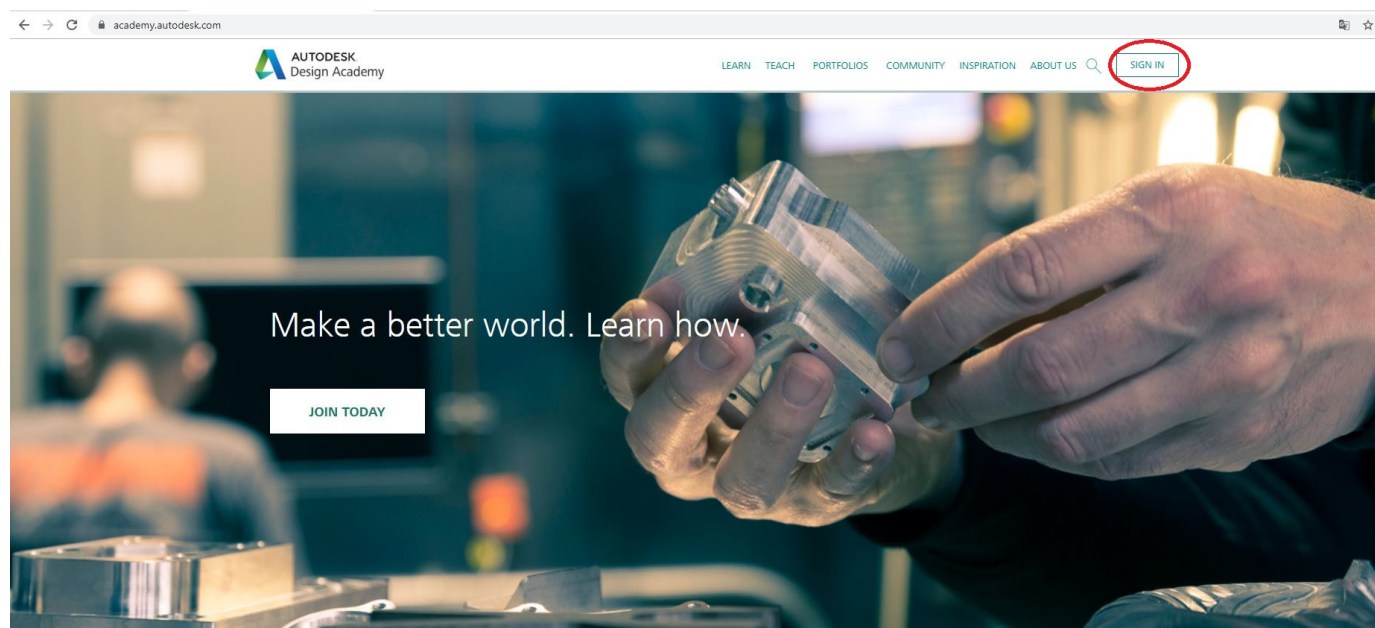 academy.autodesk.com
AUTODESK
Design Academy
LEARN TEACH PORTFOLIOS COMMUNITY INSPIRATION ABOUT US SIGN IN
Make a better world. Learn how.
JOIN TODAY